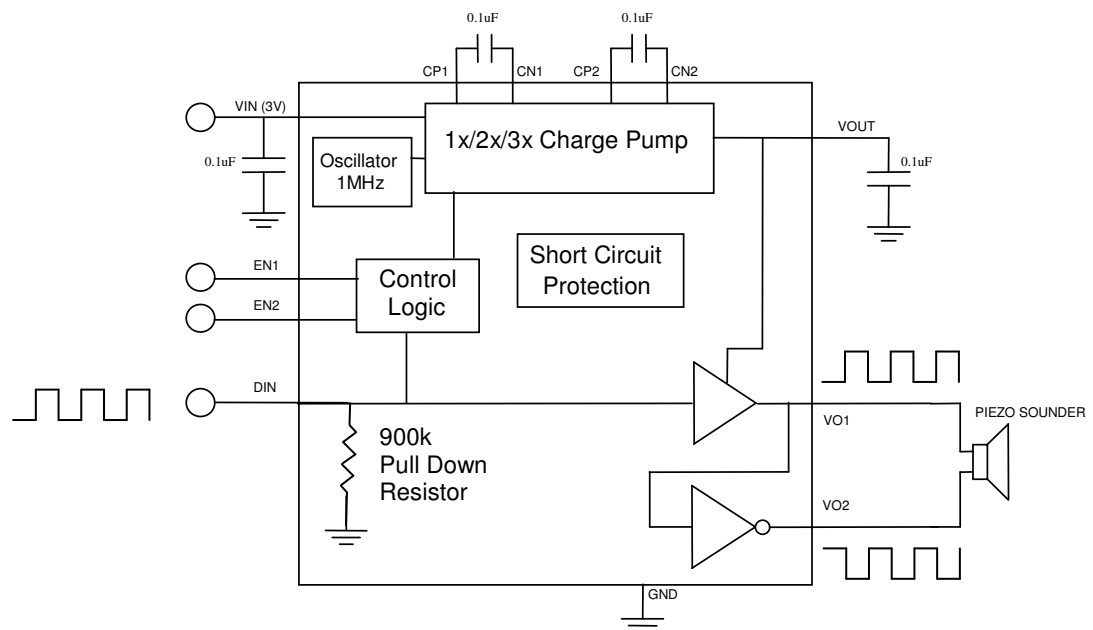 0.1uF
0.1uF
CP1
CN1
CP2
CN2
VIN (3V)
1x/2x/3x Charge Pump
VOUT
0.1uF
Oscillator
1MHz
0.1uF
Short Circuit
Protection
EN1
Control
Logic
EN2
DIN
PIEZO SOUNDER
VO1
900k
Pull Down
Resistor
VO2
GND